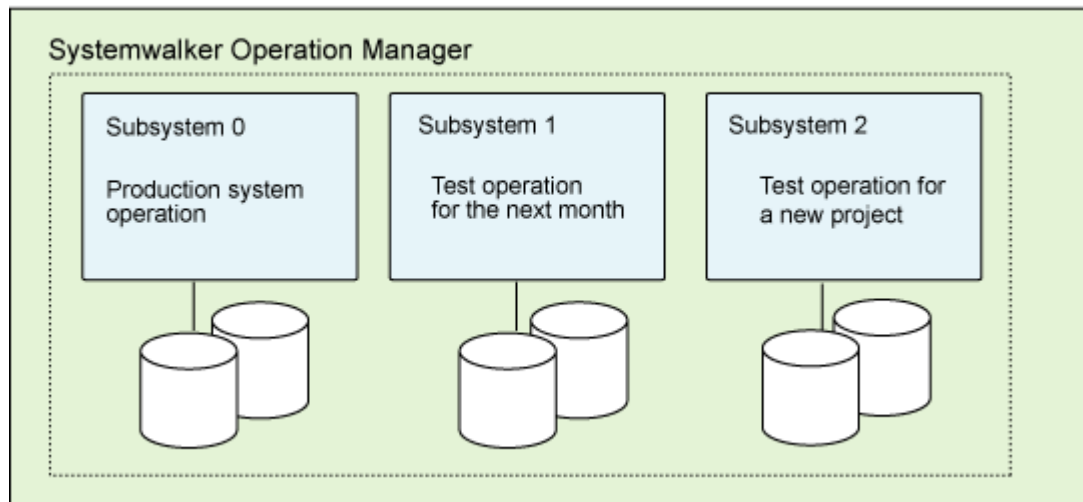 Systemwalker Operation Manager
Subsystem 0
Production system
operation
Subsystem 1
Test operation
for the next month
Subsystem 2
Test operation for
a new project